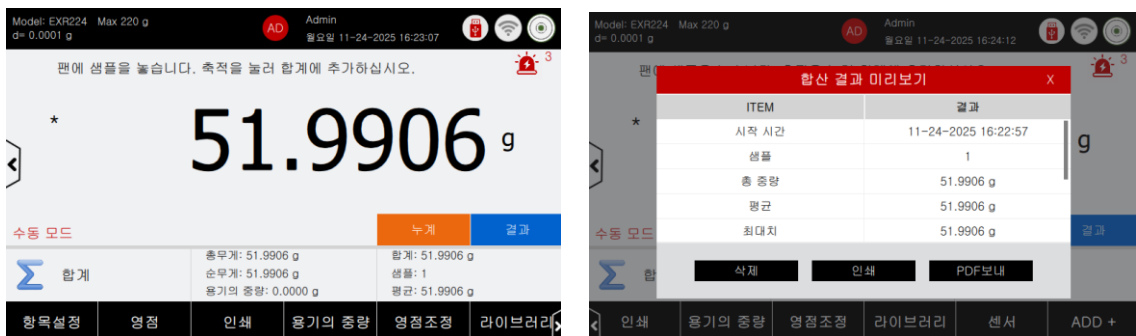 Model: EXR224 Max 220 g
d= 0.0001 g
AD
Admin
월요일 11-24-2025 16:23:07
팬에 샘플을 놓습니다. 축적을 눌러 합계에 추가하십시오.
3
*
51.9906 g
수동 모드
누계
결과
합계
총무게: 51.9906 g
순무게: 51.9906 g
용기의 중량: 0.0000 g
합계: 51.9906 g
샘플: 1
평균: 51.9906 g
항목설정
영점
인쇄
용기의 중량
영점조정
라이브러리
Model: EXR224 Max 220 g
d= 0.0001 g
AD
Admin
월요일 11-24-2025 16:24:12
3
팬에
합산 결과 미리보기
X
ITEM
결과
시작 시간
11-24-2025 16:22:57
샘플
1
총 중량
51.9906 g
평균
51.9906 g
최대치
51.9906 g
삭제
인쇄
PDF보내
*
g
수동 모드
결과
합
인쇄
용기의 중량
영점조정
라이브러리
센서
ADD +